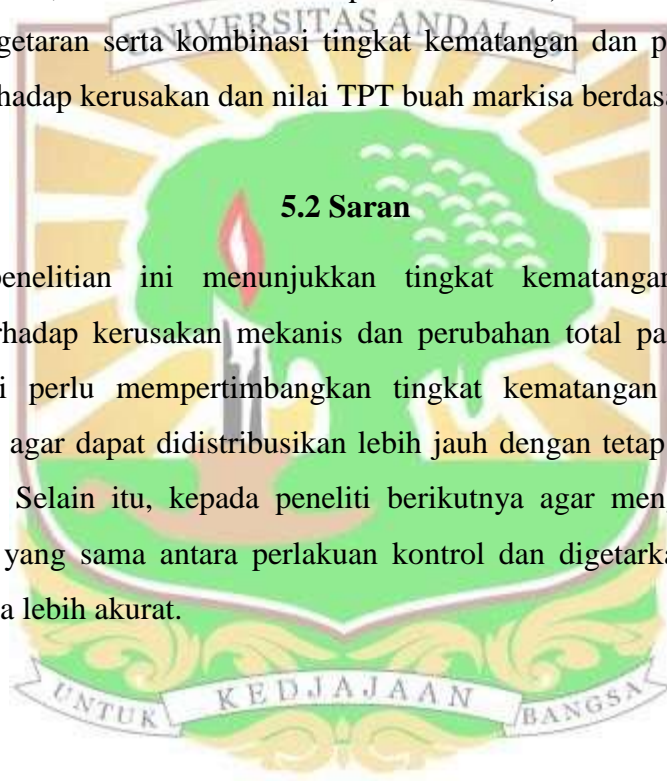 UNIVERSITAS ANDALAS
getaran serta kombinasi tingkat kematangan dan p
hadap kerusakan dan nilai TPT buah markisa berdasa
5.2 Saran
penelitian ini menunjukkan tingkat kematangan
rhadap kerusakan mekanis dan perubahan total pa
i perlu mempertimbangkan tingkat kematangan
agar dapat didistribusikan lebih jauh dengan tetap
Selain itu, kepada peneliti berikutnya agar men
yang sama antara perlakuan kontrol dan digetarka
a lebih akurat.
UNTUK KEDJAJAAN BANGSA